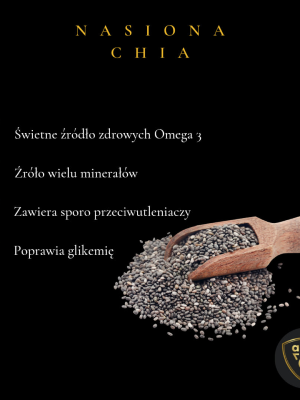 NASIONA
CHIA
Świetne źródło zdrowych Omega 3
Źróło wielu minerałów
Zawiera sporo przeciwutleniaczy
Poprawia glikemię